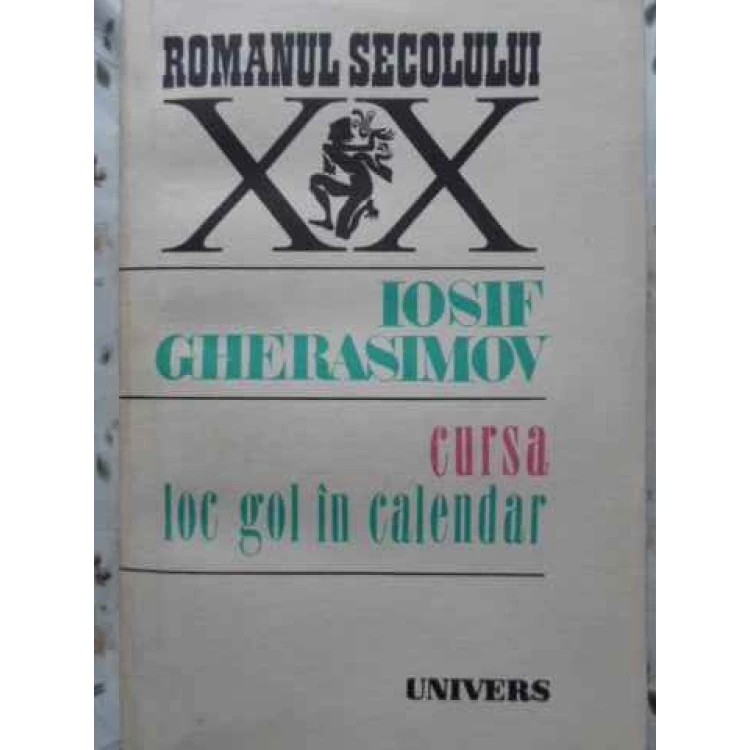 ROMANUL SECOLULUI
XX
IOSIF
GHERASIMOV
cursa
loc gol în calendar
UNIVERS